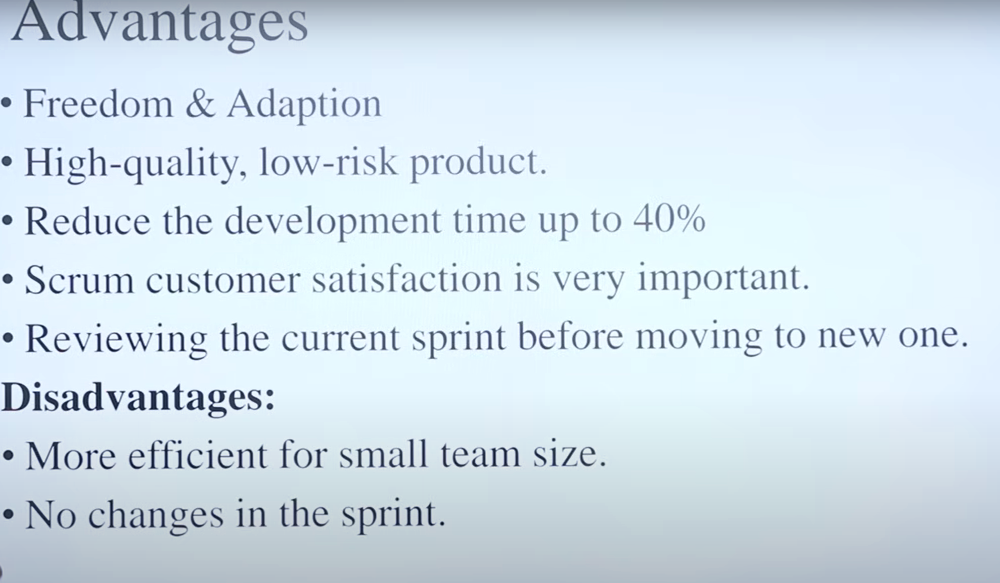 Advantages
• Freedom & Adaption
• High-quality, low-risk product.
• Reduce the development time up to 40%
• Scrum customer satisfaction is very important.
• Reviewing the current sprint before moving to new one.
Disadvantages:
• More efficient for small team size.
• No changes in the sprint.